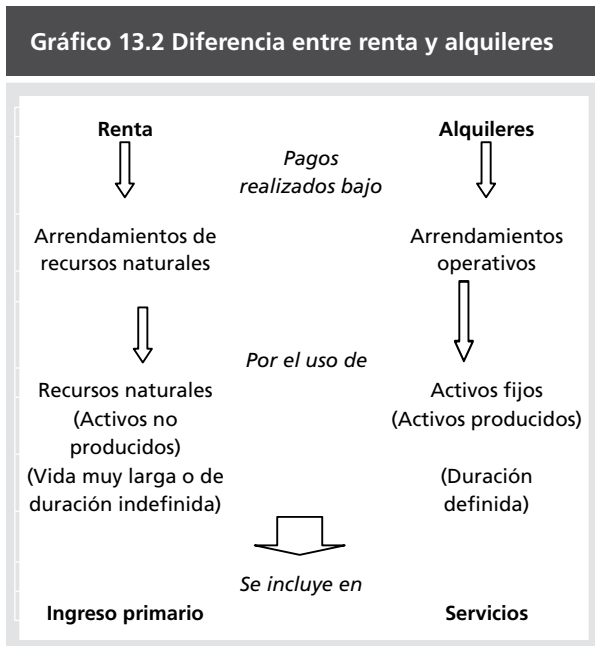 Gráfico 13.2 Diferencia entre renta y alquileres
Renta
Alquileres
Pagos
realizados bajo
Arrendamientos de
recursos naturales
Arrendamientos
operativos
Por el uso de
Recursos naturales
(Activos no
producidos)
(Vida muy larga o de
duración indefinida)
Activos fijos
(Activos producidos)
(Duración
definida)
Se incluye en
Ingreso primario
Servicios